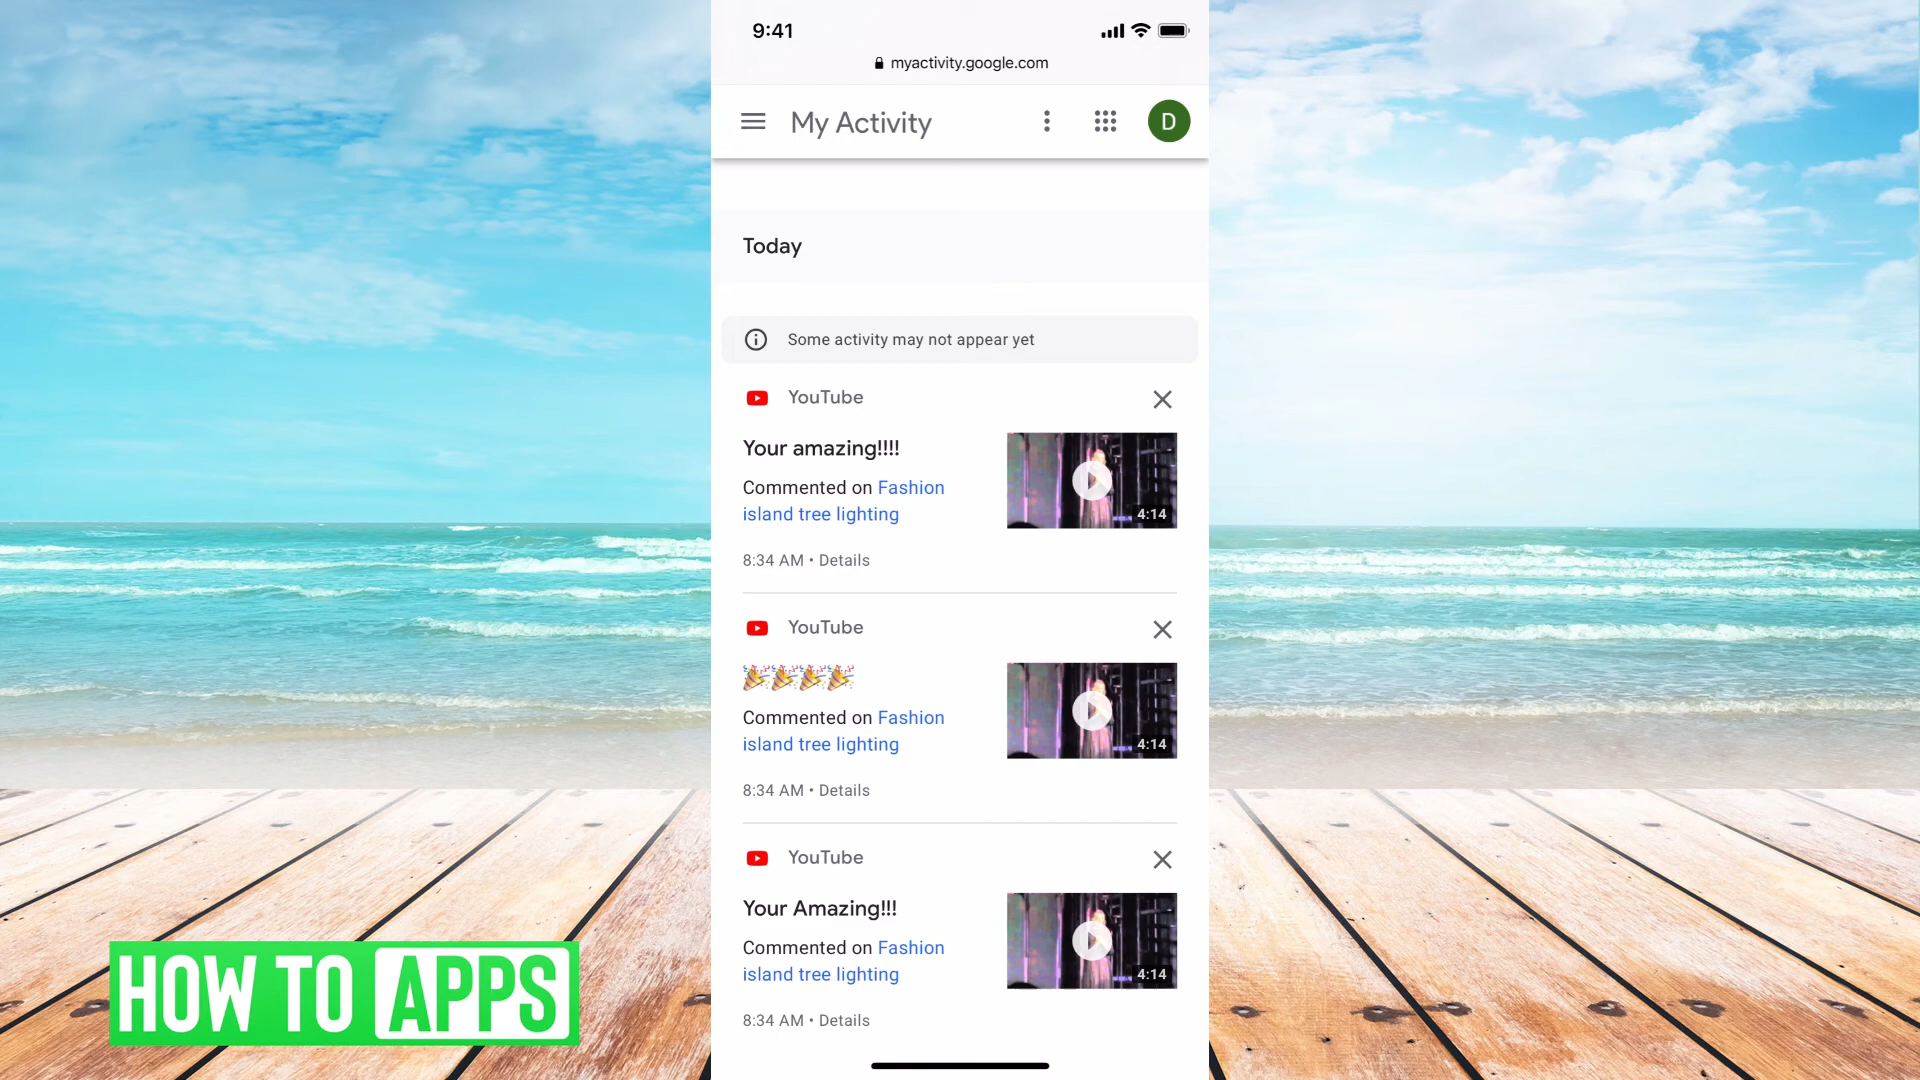 9:41
myactivity.google.com
My Activity
D
Today
Some activity may not appear yet
YouTube
Your amazing!!!!
Commented on Fashion
island tree lighting
4:14
8:34 AM • Details
YouTube
🎉🎉🎉🎉
Commented on Fashion
island tree lighting
4:14
8:34 AM • Details
YouTube
Your Amazing!!!
Commented on Fashion
island tree lighting
4:14
8:34 AM • Details
HOW TO APPS